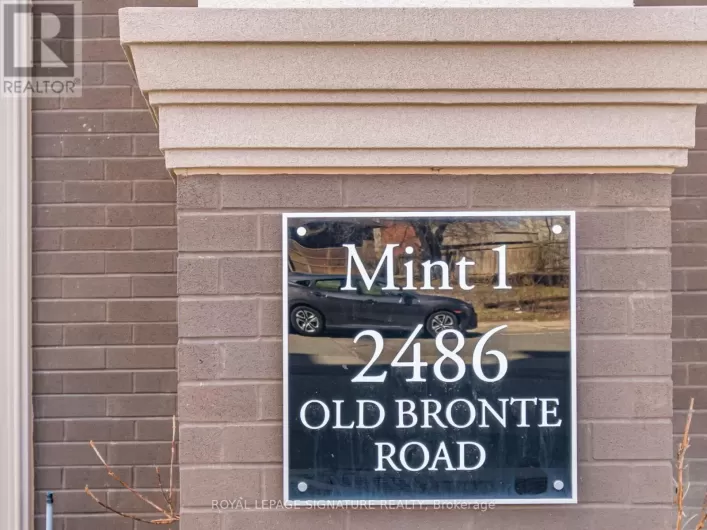 R
REALTOR®
Mint 1
2486
OLD BRONTE
ROAD
ROYAL LEPAGE SIGNATURE REALTY, Brokerage